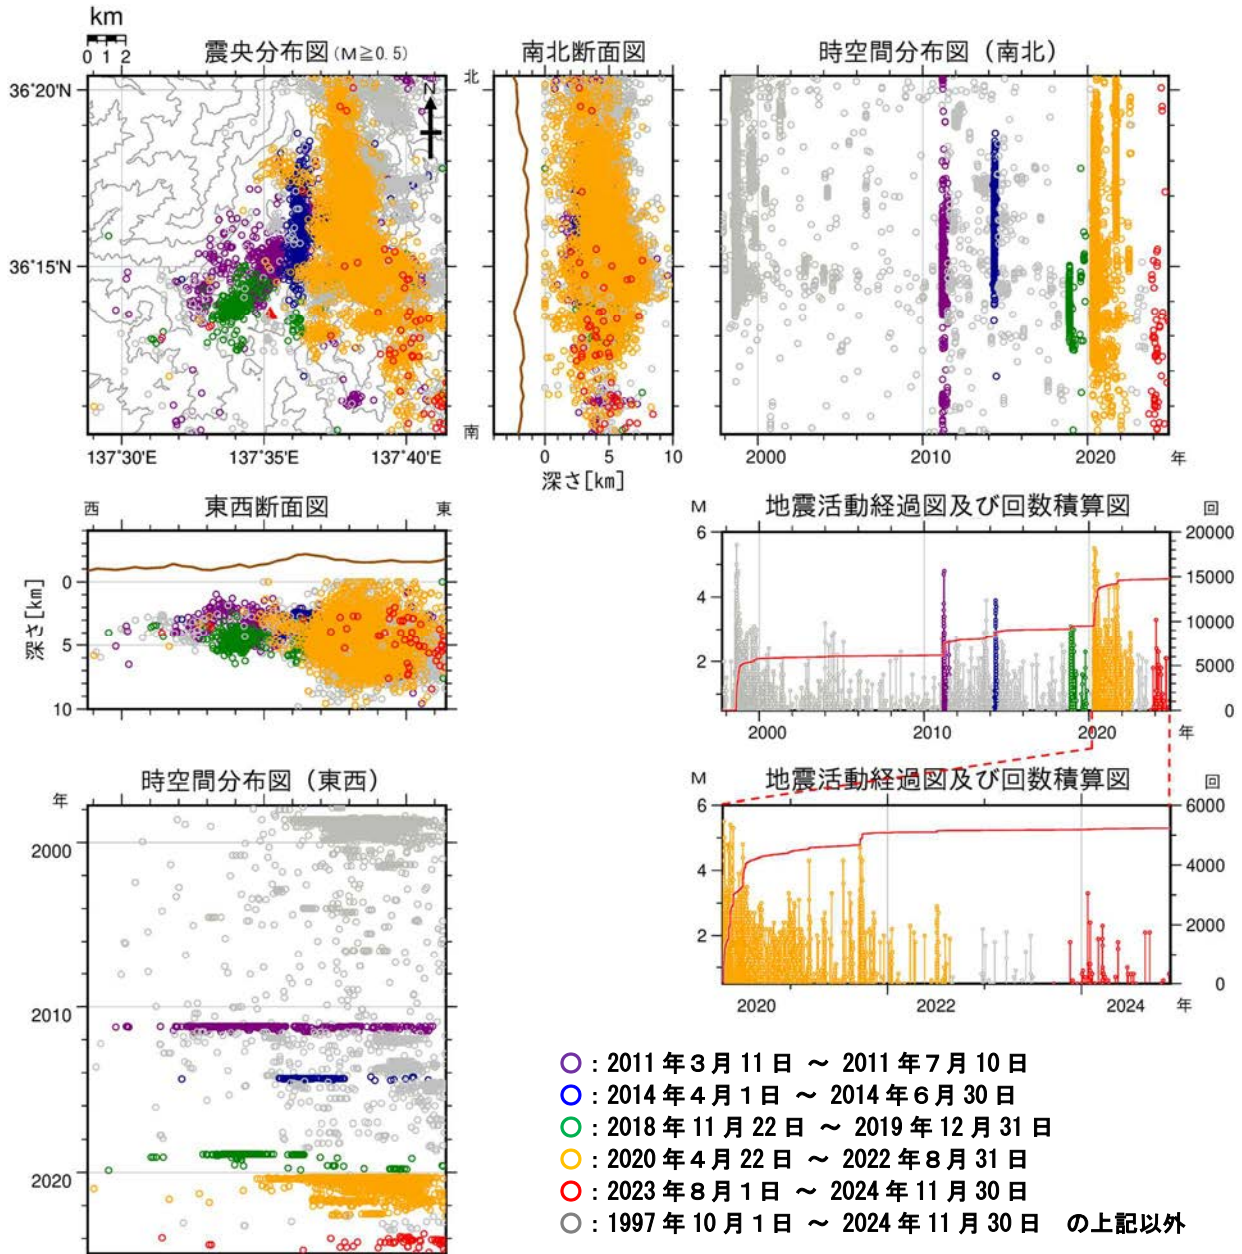 km
0 1 2
震央分布図(M≧0.5)
南北断面図
時空間分布図（南北）
北
N
36°20'N
36°15'N
南
137°30'E 137°35'E 137°40'E
0 5 10
深さ[km]
2000 2010 2020 年
西 東西断面図 東
深さ[km]
0
5
10
M 地震活動経過図及び回数積算図 回
6
4
2
20000
15000
10000
5000
0
2000 2010 2020 年
年 時空間分布図（東西）
2000
2010
2020
M 地震活動経過図及び回数積算図 回
6
4
2
6000
4000
2000
0
2020 2022 2024 年
：2011年3月11日 ～ 2011年7月10日
：2014年4月1日 ～ 2014年6月30日
：2018年11月22日 ～ 2019年12月31日
：2020年4月22日 ～ 2022年8月31日
：2023年8月1日 ～ 2024年11月30日
：1997年10月1日 ～ 2024年11月30日 の上記以外